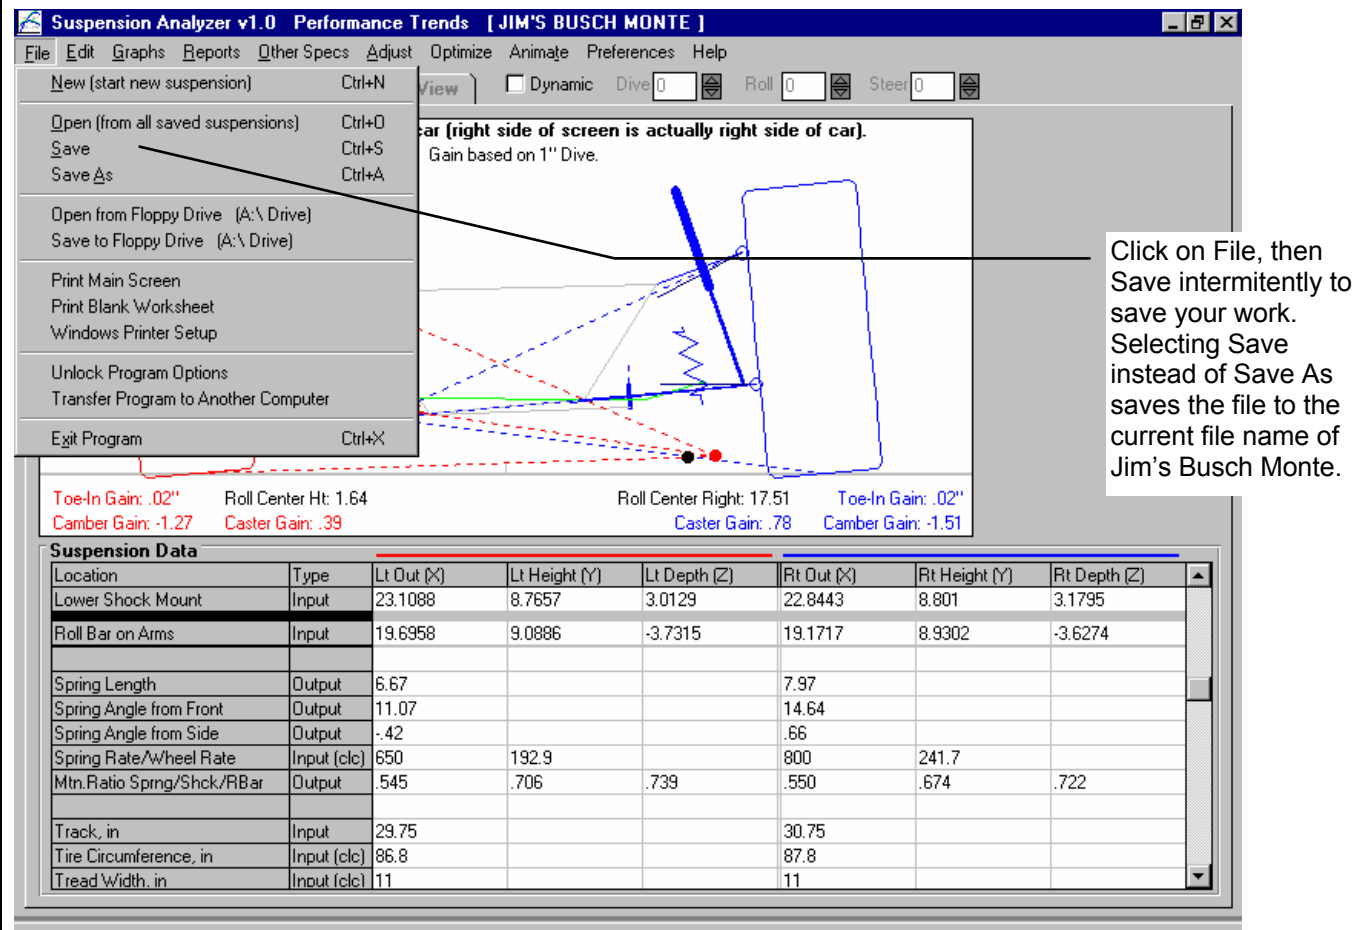 Suspension Analyzer v1.0   Performance Trends   [ JIM'S BUSCH MONTE ]
File Edit Graphs Reports Other Specs Adjust Optimize Animate Preferences Help
New (start new suspension) Ctrl+N
View Dynamic Dive 0 Roll 0 Steer 0
Open (from all saved suspensions) Ctrl+O
Save Ctrl+S
Save As Ctrl+A
Open from Floppy Drive (A:\ Drive)
Save to Floppy Drive (A:\ Drive)
Print Main Screen
Print Blank Worksheet
Windows Printer Setup
Unlock Program Options
Transfer Program to Another Computer
Exit Program Ctrl+X
car (right side of screen is actually right side of car).
Gain based on 1" Dive.
Click on File, then
Save intermitently to
save your work.
Selecting Save
instead of Save As
saves the file to the
current file name of
Jim's Busch Monte.
Toe-In Gain: .02" Roll Center Ht: 1.64 Roll Center Right: 17.51 Toe-In Gain: .02"
Camber Gain: -1.27 Caster Gain: .39 Caster Gain: .78 Camber Gain: -1.51
Suspension Data
Location Type Lt Out (X) Lt Height (Y) Lt Depth (Z) Rt Out (X) Rt Height (Y) Rt Depth (Z)
Lower Shock Mount Input 23.1088 8.7657 3.0129 22.8443 8.801 3.1795
Roll Bar on Arms Input 19.6958 9.0886 -3.7315 19.1717 8.9302 -3.6274
Spring Length Output 6.67 7.97
Spring Angle from Front Output 11.07 14.64
Spring Angle from Side Output -.42 .66
Spring Rate/Wheel Rate Input (clc) 650 192.9 800 241.7
Mtn.Ratio Sprng/Shck/RBar Output .545 .706 .739 .550 .674 .722
Track, in Input 29.75 30.75
Tire Circumference, in Input (clc) 86.8 87.8
Tread Width, in Input (clc) 11 11